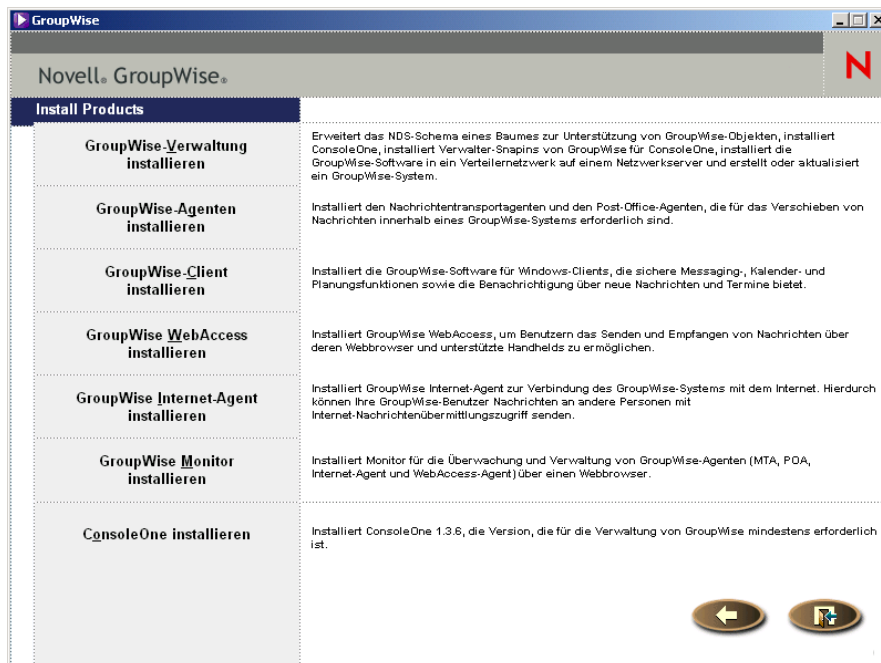 GroupWise
Novell® GroupWise®
N
Install Products
GroupWise-Verwaltung
installieren
Erweitert das NDS-Schema eines Baumes zur Unterstützung von GroupWise-Objekten, installiert
ConsoleOne, installiert Verwalter-Snapins von GroupWise für ConsoleOne, installiert die
GroupWise-Software in ein Verteilernetzwerk auf einem Netzwerkserver und erstellt oder aktualisiert
ein GroupWise-System.
GroupWise-Agenten
installieren
Installiert den Nachrichtentransportagenten und den Post-Office-Agenten, die für das Verschieben von
Nachrichten innerhalb eines GroupWise-Systems erforderlich sind.
GroupWise-Client
installieren
Installiert die GroupWise-Software für Windows-Clients, die sichere Messaging-, Kalender- und
Planungsfunktionen sowie die Benachrichtigung über neue Nachrichten und Termine bietet.
GroupWise WebAccess
installieren
Installiert GroupWise WebAccess, um Benutzern das Senden und Empfangen von Nachrichten über
deren Webbrowser und unterstützte Handhelds zu ermöglichen.
GroupWise Internet-Agent
installieren
Installiert GroupWise Internet-Agent zur Verbindung des GroupWise-Systems mit dem Internet. Hierdurch
können Ihre GroupWise-Benutzer Nachrichten an andere Personen mit
Internet-Nachrichtenübermittlungszugriff senden.
GroupWise Monitor
installieren
Installiert Monitor für die Überwachung und Verwaltung von GroupWise-Agenten (MTA, POA,
Internet-Agent und WebAccess-Agent) über einen Webbrowser.
ConsoleOne installieren
Installiert ConsoleOne 1.3.6, die Version, die für die Verwaltung von GroupWise mindestens erforderlich
ist.